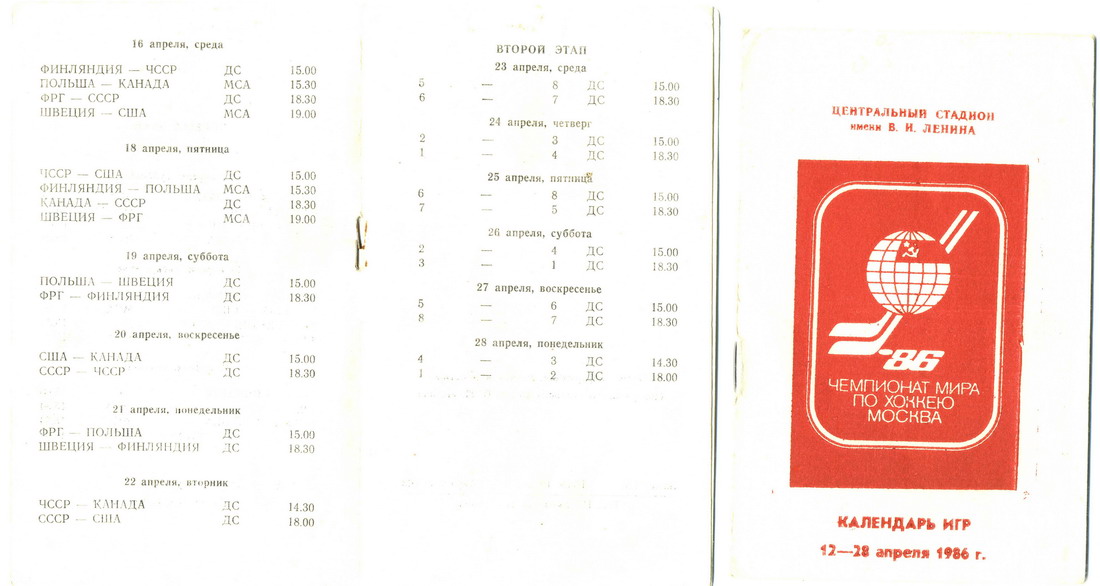 16 апреля, среда
ФИНЛЯНДИЯ — ЧССР ДС 15.00
ПОЛЬША — КАНАДА МСА 15.30
ФРГ — СССР ДС 18.30
ШВЕЦИЯ — США МСА 19.00
18 апреля, пятница
ЧССР — США ДС 15.00
ФИНЛЯНДИЯ — ПОЛЬША МСА 15.30
КАНАДА — СССР ДС 18.30
ШВЕЦИЯ — ФРГ МСА 19.00
19 апреля, суббота
ПОЛЬША — ШВЕЦИЯ ДС 15.00
ФРГ — ФИНЛЯНДИЯ ДС 18.30
20 апреля, воскресенье
США — КАНАДА ДС 15.00
СССР — ЧССР ДС 18.30
21 апреля, понедельник
ФРГ — ПОЛЬША ДС 15.00
ШВЕЦИЯ — ФИНЛЯНДИЯ ДС 18.30
22 апреля, вторник
ЧССР — КАНАДА ДС 14.30
СССР — США ДС 18.00
ВТОРОЙ ЭТАП
23 апреля, среда
5 — 8 ДС 15.00
6 — 7 ДС 18.30
24 апреля, четверг
2 — 3 ДС 15.00
1 — 4 ДС 18.30
25 апреля, пятница
6 — 8 ДС 15.00
7 — 5 ДС 18.30
26 апреля, суббота
2 — 4 ДС 15.00
3 — 1 ДС 18.30
27 апреля, воскресенье
5 — 6 ДС 15.00
8 — 7 ДС 18.30
28 апреля, понедельник
4 — 3 ДС 14.30
1 — 2 ДС 18.00
ЦЕНТРАЛЬНЫЙ СТАДИОН
имени В. И. ЛЕНИНА
-86
ЧЕМПИОНАТ МИРА
ПО ХОККЕЮ
МОСКВА
КАЛЕНДАРЬ ИГР
12—28 апреля 1986 г.